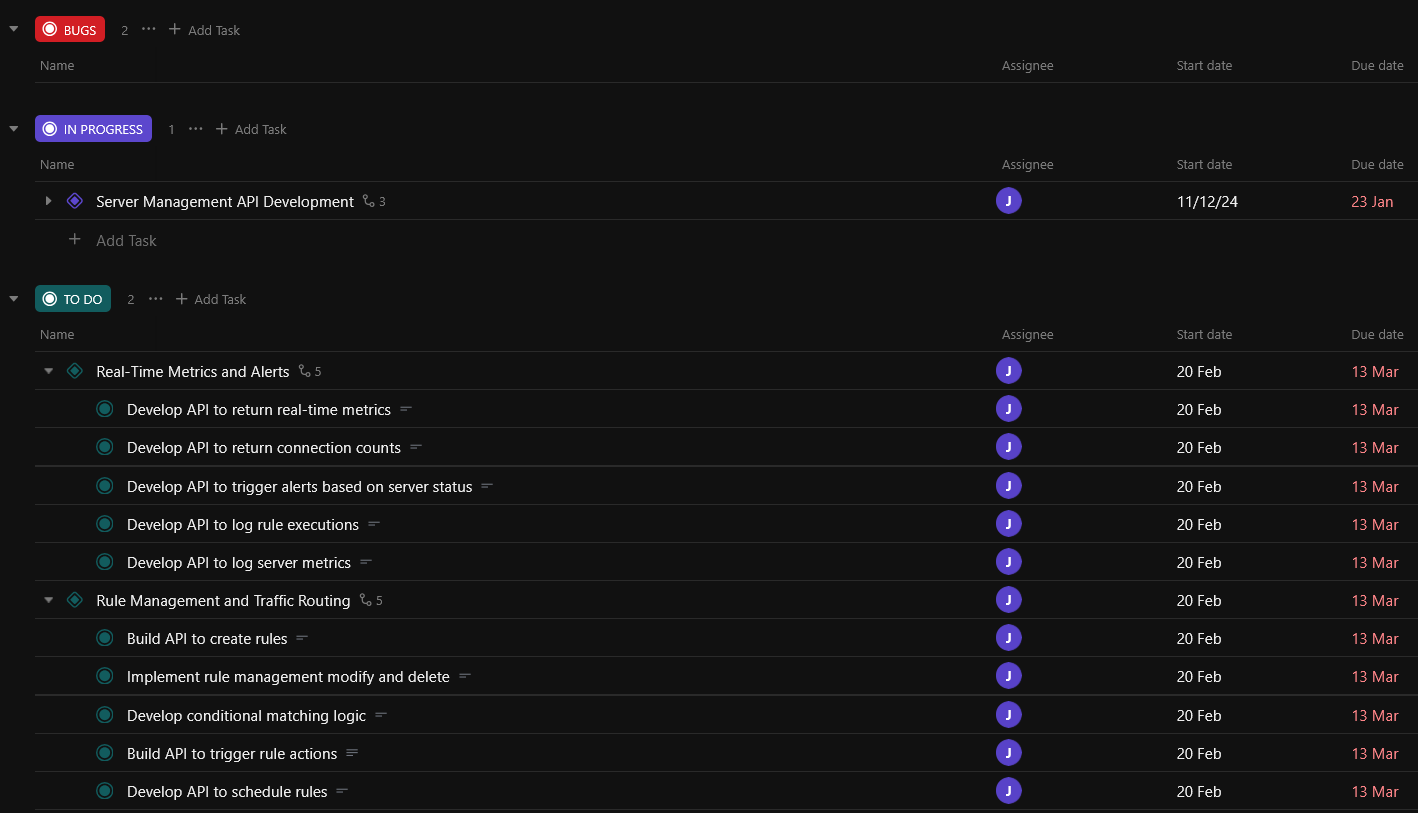 BUGS 2 ... + Add Task
Name Assignee Start date Due date
IN PROGRESS 1 ... + Add Task
Name Assignee Start date Due date
Server Management API Development 3 J 11/12/24 23 Jan
+ Add Task
TO DO 2 ... + Add Task
Name Assignee Start date Due date
Real-Time Metrics and Alerts 5 J 20 Feb 13 Mar
Develop API to return real-time metrics J 20 Feb 13 Mar
Develop API to return connection counts J 20 Feb 13 Mar
Develop API to trigger alerts based on server status J 20 Feb 13 Mar
Develop API to log rule executions J 20 Feb 13 Mar
Develop API to log server metrics J 20 Feb 13 Mar
Rule Management and Traffic Routing 5 J 20 Feb 13 Mar
Build API to create rules J 20 Feb 13 Mar
Implement rule management modify and delete J 20 Feb 13 Mar
Develop conditional matching logic J 20 Feb 13 Mar
Build API to trigger rule actions J 20 Feb 13 Mar
Develop API to schedule rules J 20 Feb 13 Mar